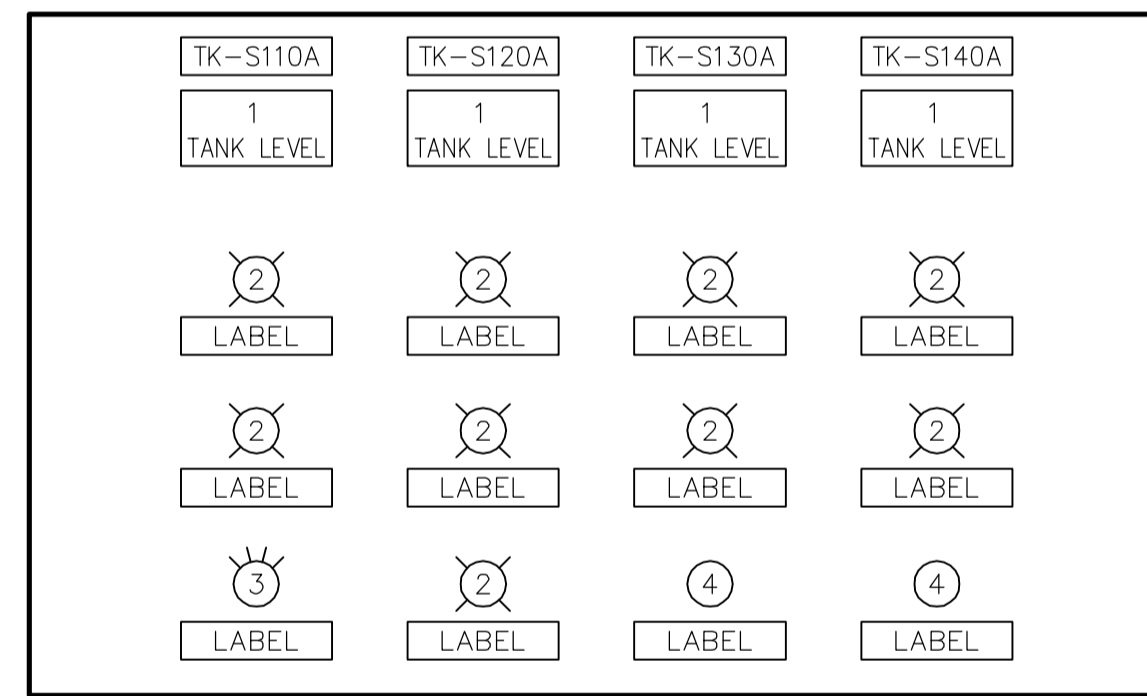 TK-S110A TK-S120A TK-S130A TK-S140A
1 1 1 1
TANK LEVEL TANK LEVEL TANK LEVEL TANK LEVEL
2 2 2 2
LABEL LABEL LABEL LABEL
2 2 2 2
LABEL LABEL LABEL LABEL
3 2 4 4
LABEL LABEL LABEL LABEL